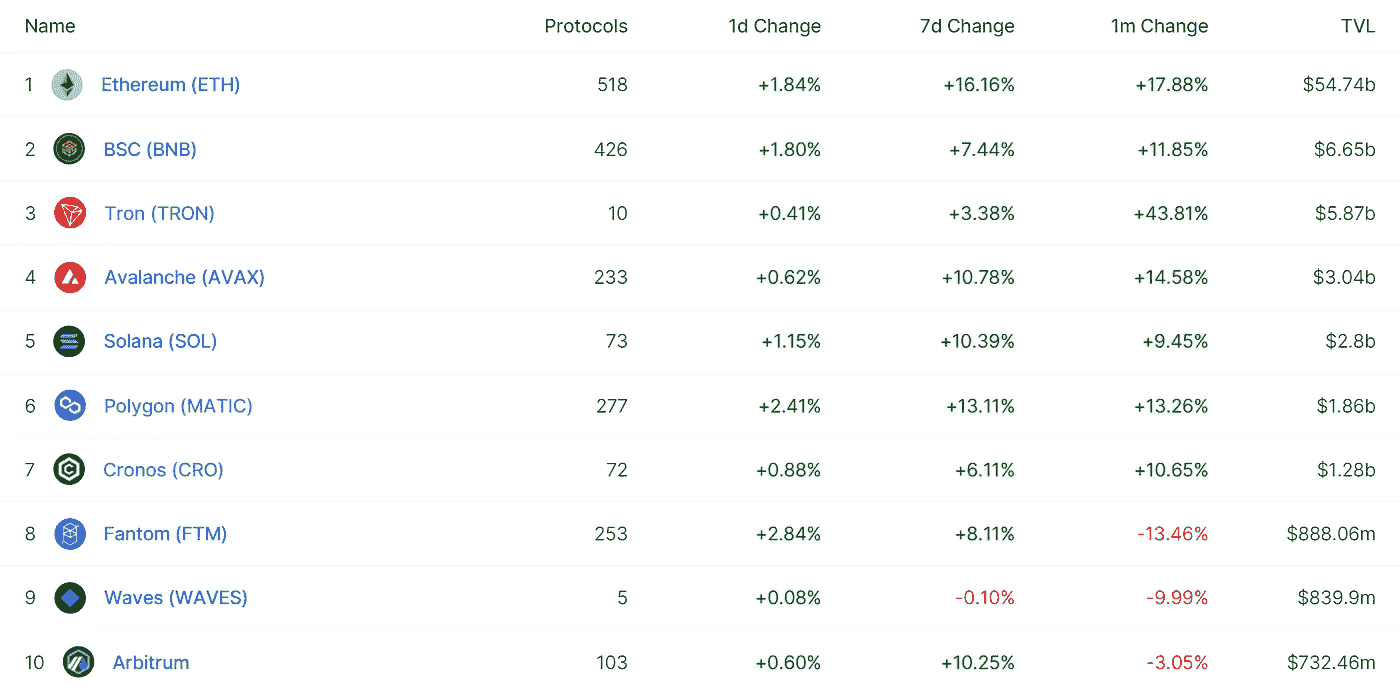 Name Protocols 1d Change 7d Change 1m Change TVL
1 Ethereum (ETH) 518 +1.84% +16.16% +17.88% $54.74b
2 BSC (BNB) 426 +1.80% +7.44% +11.85% $6.65b
3 Tron (TRON) 10 +0.41% +3.38% +43.81% $5.87b
4 Avalanche (AVAX) 233 +0.62% +10.78% +14.58% $3.04b
5 Solana (SOL) 73 +1.15% +10.39% +9.45% $2.8b
6 Polygon (MATIC) 277 +2.41% +13.11% +13.26% $1.86b
7 Cronos (CRO) 72 +0.88% +6.11% +10.65% $1.28b
8 Fantom (FTM) 253 +2.84% +8.11% -13.46% $888.06m
9 Waves (WAVES) 5 +0.08% -0.10% -9.99% $839.9m
10 Arbitrum 103 +0.60% +10.25% -3.05% $732.46m